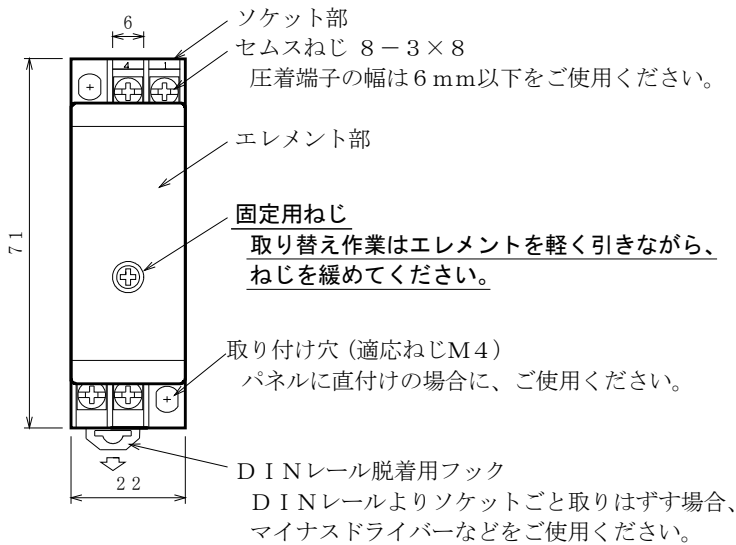 6
ソケット部
セムスねじ ８－３×８
圧着端子の幅は６ｍｍ以下をご使用ください。
4 1
エレメント部
71
固定用ねじ
取り替え作業はエレメントを軽く引きながら、
ねじを緩めてください。
取り付け穴（適応ねじＭ４）
パネルに直付けの場合に、ご使用ください。
22
ＤＩＮレール脱着用フック
ＤＩＮレールよりソケットごと取りはずす場合、
マイナスドライバーなどをご使用ください。